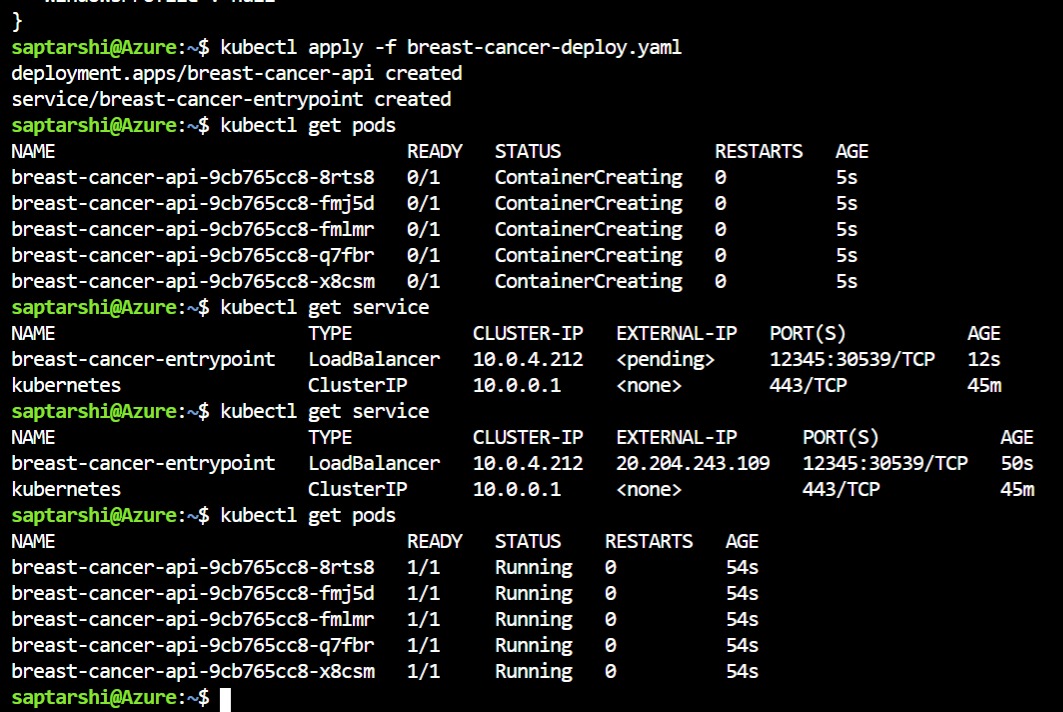 }
saptarshi@Azure:~$ kubectl apply -f breast-cancer-deploy.yaml
deployment.apps/breast-cancer-api created
service/breast-cancer-entrypoint created
saptarshi@Azure:~$ kubectl get pods
NAME READY STATUS RESTARTS AGE
breast-cancer-api-9cb765cc8-8rts8 0/1 ContainerCreating 0 5s
breast-cancer-api-9cb765cc8-fmj5d 0/1 ContainerCreating 0 5s
breast-cancer-api-9cb765cc8-fmlmr 0/1 ContainerCreating 0 5s
breast-cancer-api-9cb765cc8-q7fbr 0/1 ContainerCreating 0 5s
breast-cancer-api-9cb765cc8-x8csm 0/1 ContainerCreating 0 5s
saptarshi@Azure:~$ kubectl get service
NAME TYPE CLUSTER-IP EXTERNAL-IP PORT(S) AGE
breast-cancer-entrypoint LoadBalancer 10.0.4.212 <pending> 12345:30539/TCP 12s
kubernetes ClusterIP 10.0.0.1 <none> 443/TCP 45m
saptarshi@Azure:~$ kubectl get service
NAME TYPE CLUSTER-IP EXTERNAL-IP PORT(S) AGE
breast-cancer-entrypoint LoadBalancer 10.0.4.212 20.204.243.109 12345:30539/TCP 50s
kubernetes ClusterIP 10.0.0.1 <none> 443/TCP 45m
saptarshi@Azure:~$ kubectl get pods
NAME READY STATUS RESTARTS AGE
breast-cancer-api-9cb765cc8-8rts8 1/1 Running 0 54s
breast-cancer-api-9cb765cc8-fmj5d 1/1 Running 0 54s
breast-cancer-api-9cb765cc8-fmlmr 1/1 Running 0 54s
breast-cancer-api-9cb765cc8-q7fbr 1/1 Running 0 54s
breast-cancer-api-9cb765cc8-x8csm 1/1 Running 0 54s
saptarshi@Azure:~$